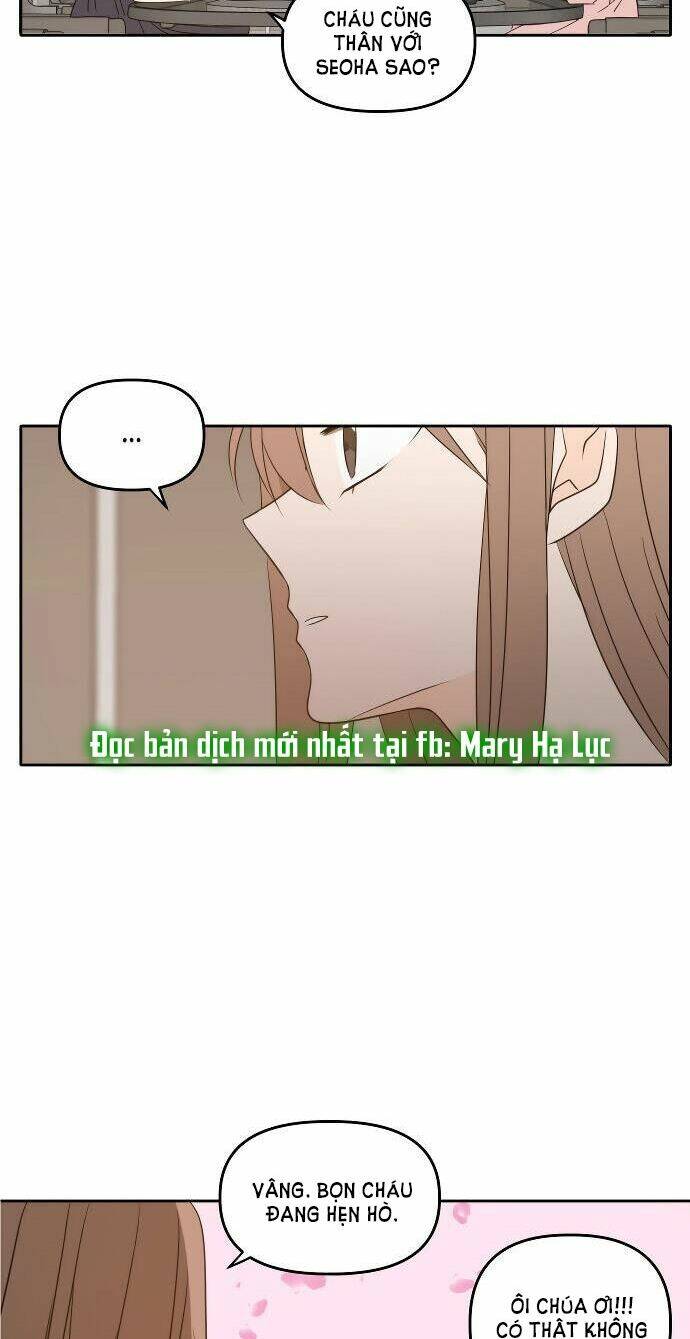 CHÁU CŨNG
THÂN VỚI
SEOHA SAO?
...
Đọc bản dịch mới nhất tại fb: Mary Hạ Lục
VÂNG. BỌN CHÁU
ĐANG HẸN HÒ.
ÔI CHÚA ƠI!!!
CÓ THẬT KHÔNG